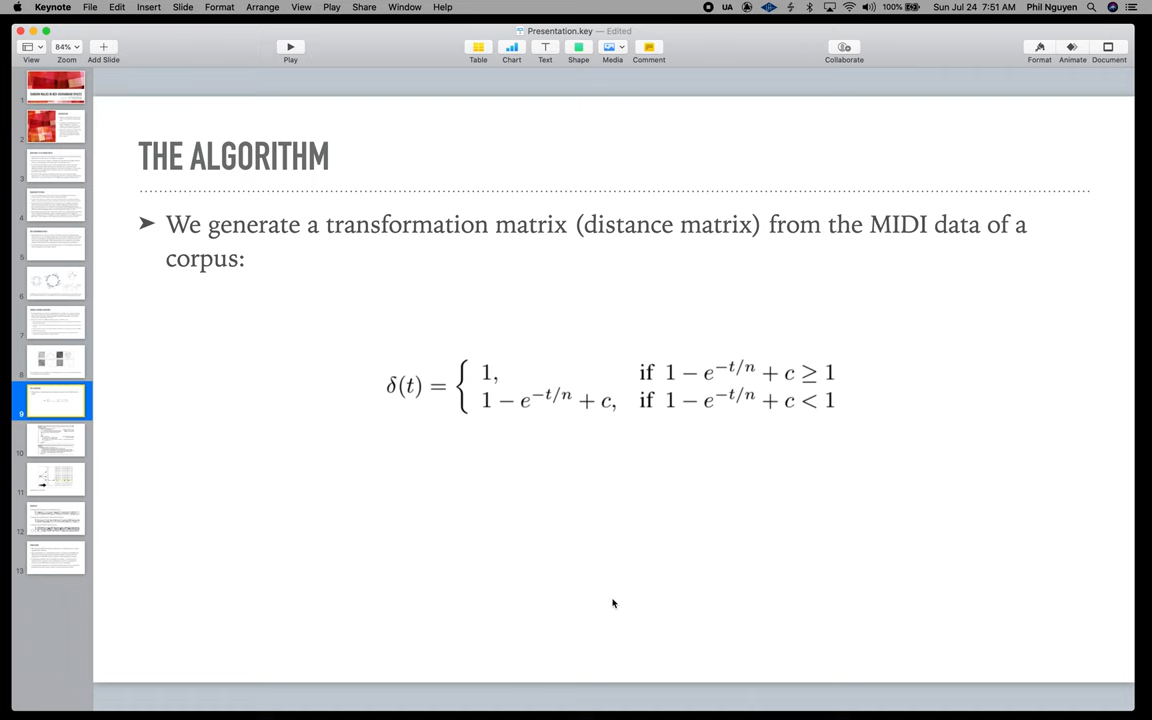 Keynote File Edit Insert Slide Format Arrange View Play Share Window Help UA 100% Sun Jul 24 7:51 AM Phil Nguyen
Presentation.key — Edited
84%
View Zoom Add Slide Play Table Chart Text Shape Media Comment Collaborate Format Animate Document
1
2
3
4
5
6
7
8
9
10
11
12
13
THE ALGORITHM
➤ We generate a transformation matrix (distance matrix) from the MIDI data of a
corpus:
δ(t) = { 1, if 1 − e^{−t/n} + c ≥ 1
1 − e^{−t/n} + c, if 1 − e^{−t/n} + c < 1